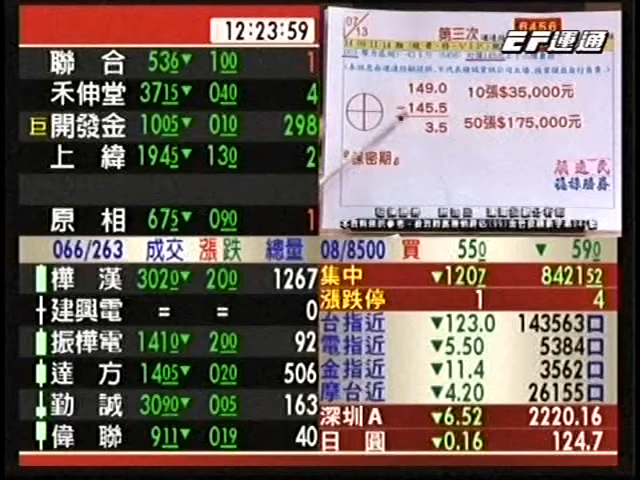 12:23:59
聯合 536▼ 100 1
禾伸堂 3715▼ 040 4
巨 開發金 1005▼ 010 298
上緯 1945▼ 130 2
原相 675▼ 090 1
066/263 成交 漲跌 總量
樺漢 3020▼ 200 1267
建興電 = = 0
振樺電 1410▼ 200 92
達方 1405▼ 020 506
勤誠 3090▼ 005 163
偉聯 911▼ 019 40
07/13
第三次
6456
EF運通
149.0 10張$35,000元
-145.5
3.5 50張$175,000元
08/8500 買 550 ▼ 590
集中 ▼1207 842152
漲跌停 1 4
台指近 ▼123.0 143563口
電指近 ▼5.50 5384口
金指近 ▼11.4 3562口
摩台近 ▼4.20 26155口
深圳A ▼6.52 2220.16
日圓 ▼0.16 124.7